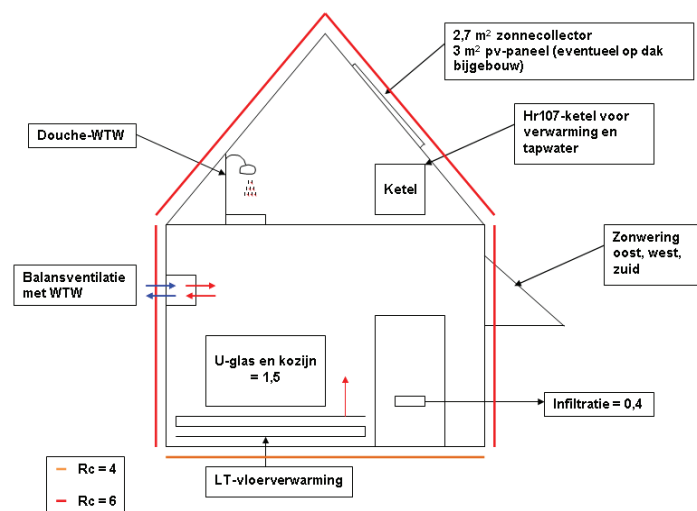 2,7 m² zonnecollector
3 m² pv-paneel (eventueel op dak
bijgebouw)
Douche-WTW
Hr107-ketel voor
verwarming en
tapwater
Ketel
Zonwering
oost, west,
zuid
Balansventilatie
met WTW
U-glas en kozijn
= 1,5
Infiltratie = 0,4
LT-vloerverwarming
Rc = 4
Rc = 6